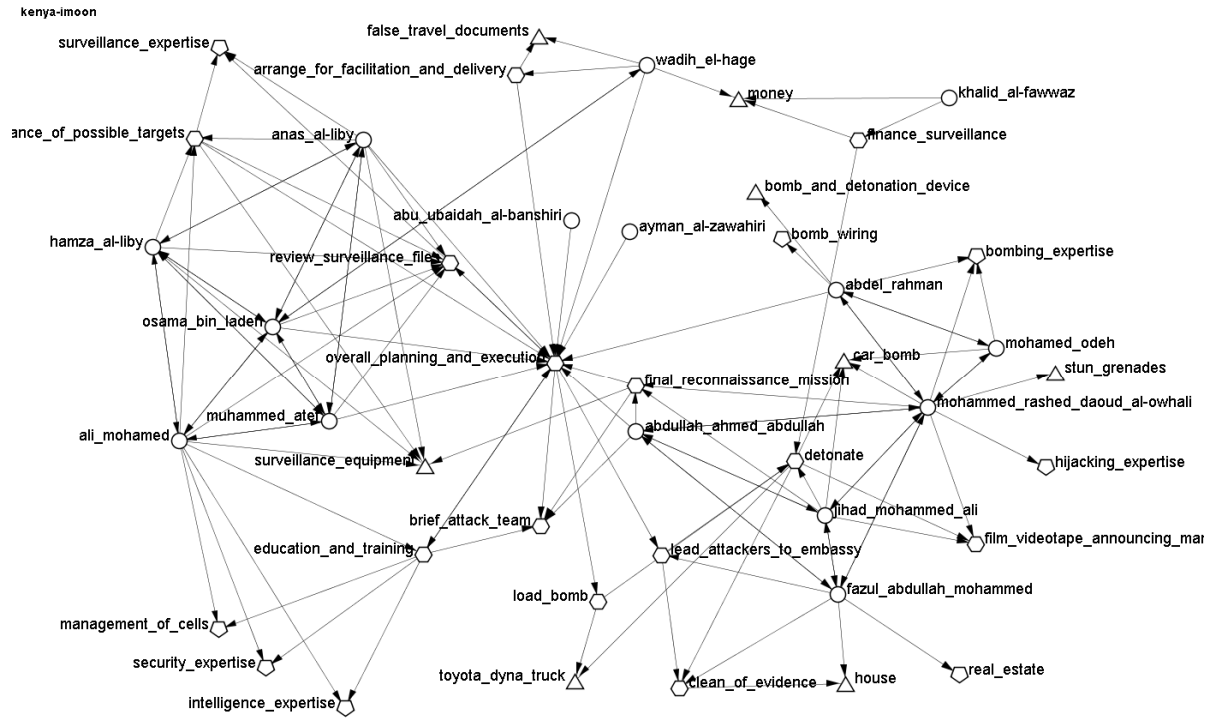 kenya-imoon
false_travel_documents
surveillance_expertise
wadih_el-hage
arrange_for_facilitation_and_delivery
money
khalid_al-fawwaz
ance_of_possible_targets
anas_al-liby
finance_surveillance
bomb_and_detonation_device
abu_ubaidah_al-banshiri
ayman_al-zawahiri
bomb_wiring
hamza_al-liby
review_surveillance_files
bombing_expertise
abdel_rahman
osama_bin_laden
overall_planning_and_execution
car_bomb
mohamed_odeh
stun_grenades
final_reconnaissance_mission
mohammed_rashed_daoud_al-owhali
muhammed_atef
abdullah_ahmed_abdullah
ali_mohamed
surveillance_equipment
detonate
hijacking_expertise
brief_attack_team
jihad_mohammed_ali
education_and_training
lead_attackers_to_embassy
film_videotape_announcing_mar
load_bomb
fazul_abdullah_mohammed
management_of_cells
security_expertise
toyota_dyna_truck
clean_of_evidence
house
real_estate
intelligence_expertise